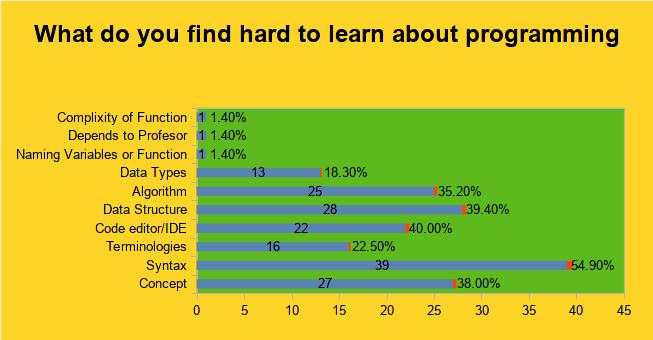 What do you find hard to learn about programming
Complixity of Function 1 1.40%
Depends to Profesor 1 1.40%
Naming Variables or Function 1 1.40%
Data Types 13 18.30%
Algorithm 25 35.20%
Data Structure 28 39.40%
Code editor/IDE 22 40.00%
Terminologies 16 22.50%
Syntax 39 54.90%
Concept 27 38.00%
0 5 10 15 20 25 30 35 40 45